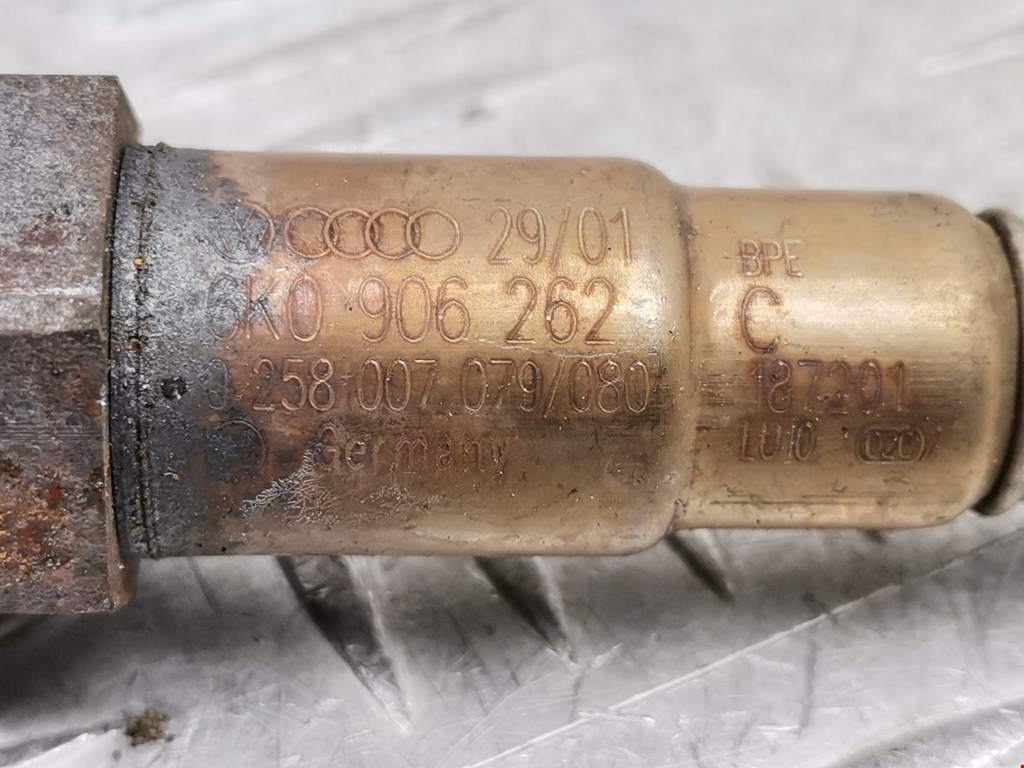 29/01
6K0 906 262
0 258 007 079/080
Germany
BPE
C
187201
LU10